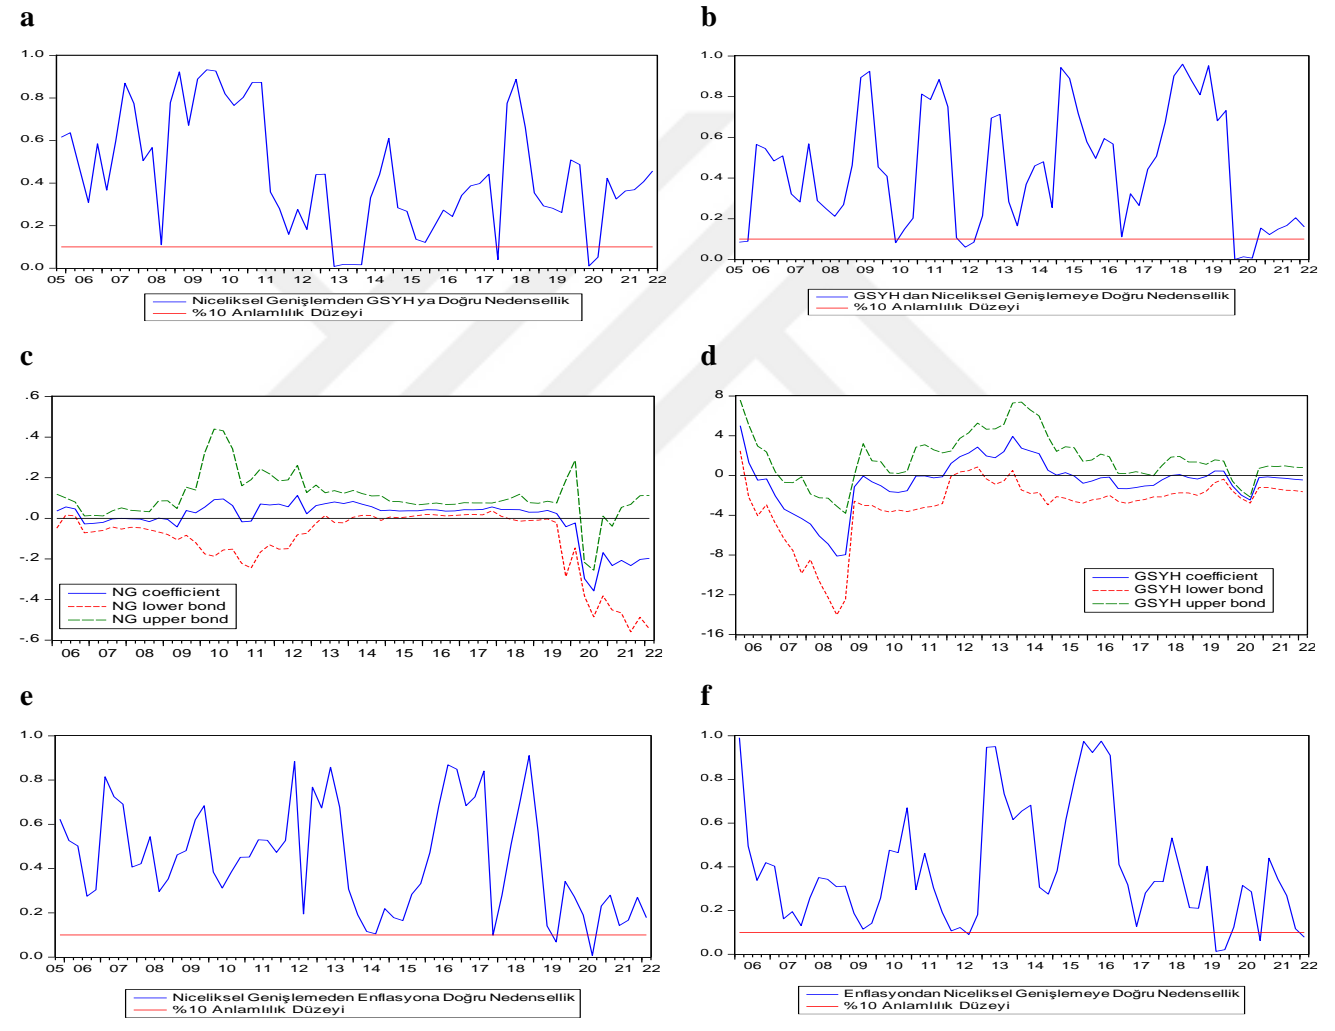 a
1.0
0.8
0.6
0.4
0.2
0.0
05 06 07 08 09 10 11 12 13 14 15 16 17 18 19 20 21 22
Niceliksel Genişlemden GSYH ya Doğru Nedensellik
%10 Anlamlılık Düzeyi
b
1.0
0.8
0.6
0.4
0.2
0.0
05 06 07 08 09 10 11 12 13 14 15 16 17 18 19 20 21 22
GSYH dan Niceliksel Genişlemeye Doğru Nedensellik
%10 Anlamlılık Düzeyi
c
.6
.4
.2
.0
-.2
-.4
-.6
NG coefficient
NG lower bond
NG upper bond
06 07 08 09 10 11 12 13 14 15 16 17 18 19 20 21 22
d
8
4
0
-4
-8
-12
-16
GSYH coefficient
GSYH lower bond
GSYH upper bond
06 07 08 09 10 11 12 13 14 15 16 17 18 19 20 21 22
e
1.0
0.8
0.6
0.4
0.2
0.0
05 06 07 08 09 10 11 12 13 14 15 16 17 18 19 20 21 22
Niceliksel Genişlemeden Enflasyona Doğru Nedensellik
%10 Anlamlılık Düzeyi
f
1.0
0.8
0.6
0.4
0.2
0.0
06 07 08 09 10 11 12 13 14 15 16 17 18 19 20 21 22
Enflasyondan Niceliksel Genişlemeye Doğru Nedensellik
%10 Anlamlılık Düzeyi